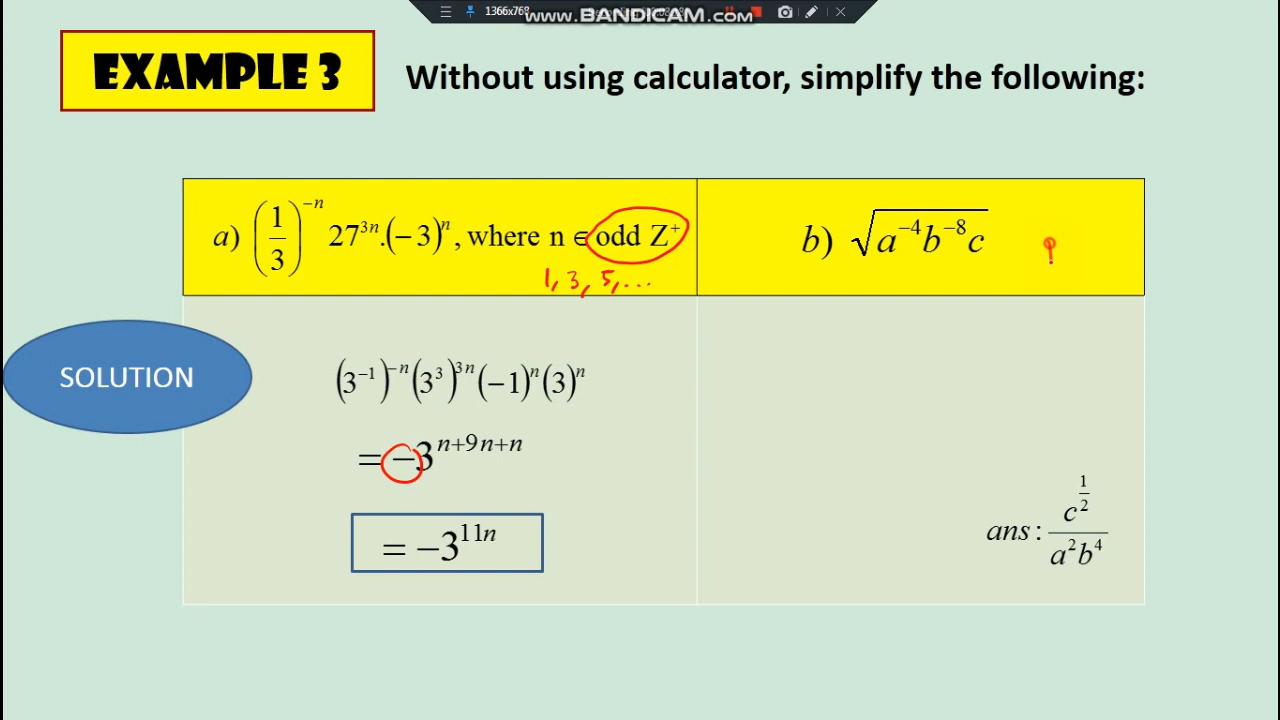 1366x768
www.BANDICAM.com
EXAMPLE 3
Without using calculator, simplify the following:
a) (1/3)^{-n} 27^{3n}.(-3)^n, where n ∈ odd Z^+
1, 3, 5, ...
b) √(a^{-4}b^{-8}c)
?
SOLUTION
(3^{-1})^{-n}(3^3)^{3n}(-1)^n(3)^n
= -3^{n+9n+n}
= -3^{11n}
ans: c^{1/2}/(a^2b^4)